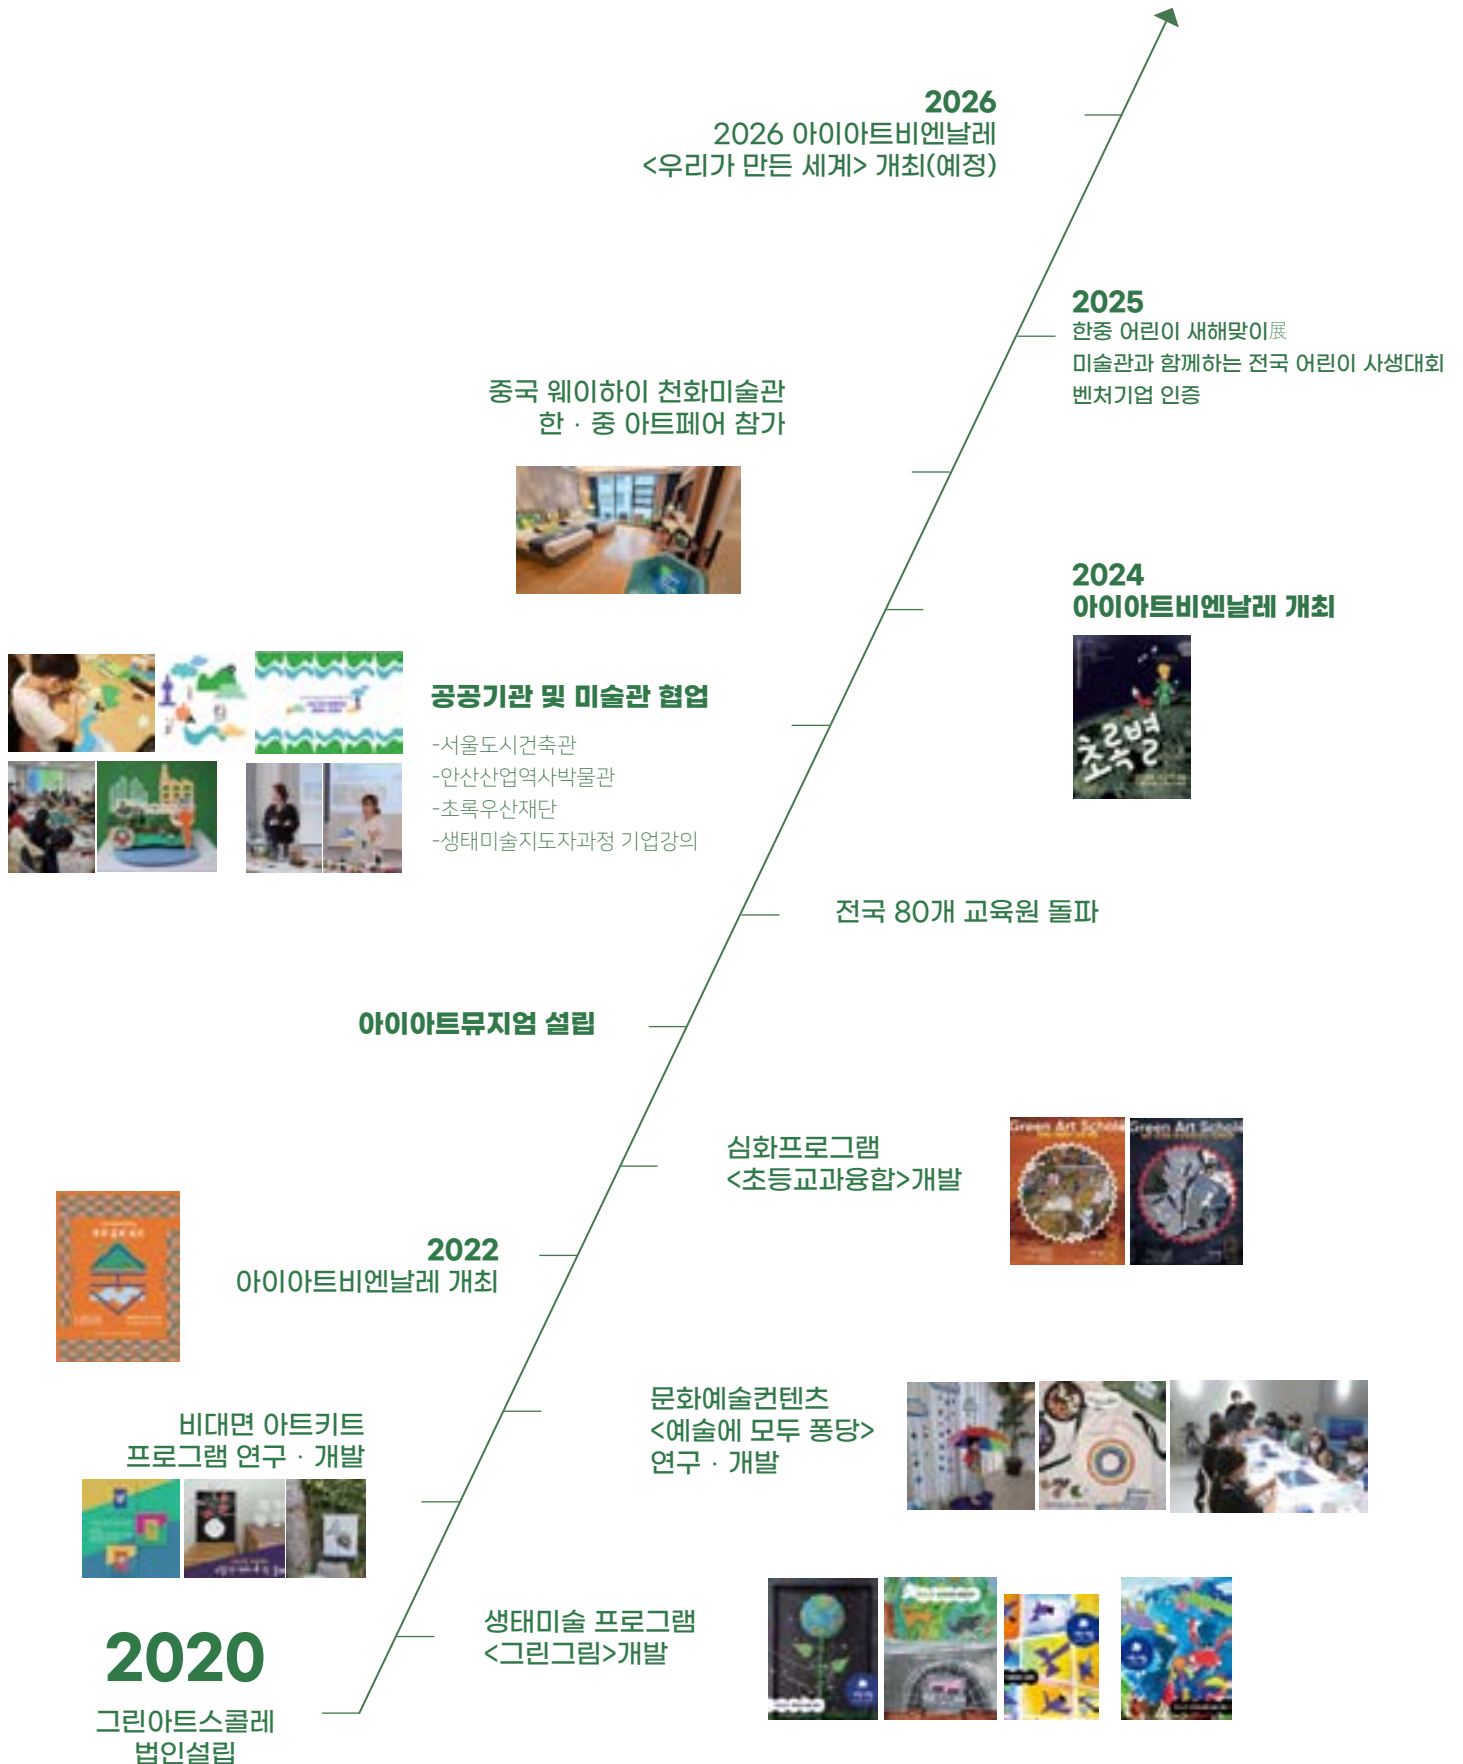 2026
2026 아이아트비엔날레
<우리가 만든 세계> 개최(예정)
2025
한중 어린이 새해맞이展
미술관과 함께하는 전국 어린이 사생대회
벤처기업 인증
중국 웨이하이 천화미술관
한 · 중 아트페어 참가
2024
아이아트비엔날레 개최
초록별
공공기관 및 미술관 협업
-서울도시건축관
-안산산업역사박물관
-초록우산재단
-생태미술지도자과정 기업강의
전국 80개 교육원 돌파
아이아트뮤지엄 설립
심화프로그램
<초등교과융합>개발
Green Art Schole
Green Art Schole
2022
아이아트비엔날레 개최
문화예술컨텐츠
<예술에 모두 퐁당>
연구 · 개발
비대면 아트키트
프로그램 연구 · 개발
생태미술 프로그램
<그린그림>개발
2020
그린아트스콜레
법인설립